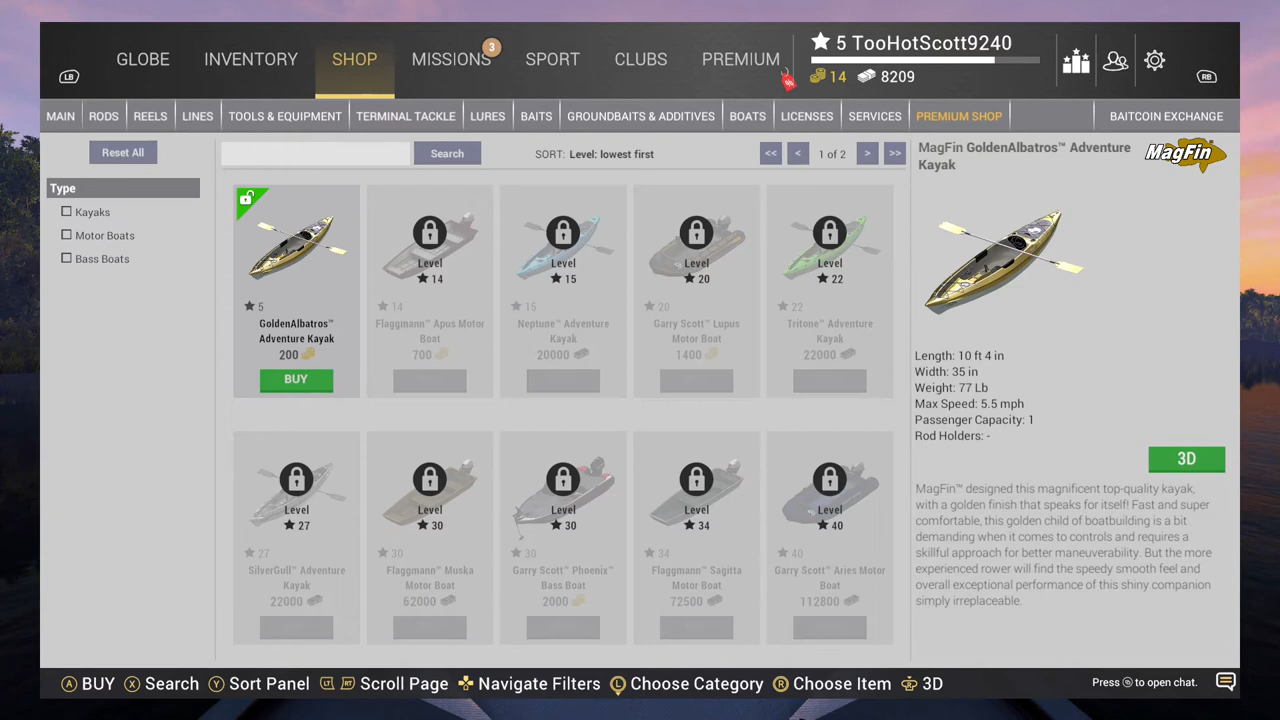 LB
GLOBE INVENTORY SHOP MISSIONS 3 SPORT CLUBS PREMIUM %
5 TooHotScott9240
14 8209
RB
MAIN RODS REELS LINES TOOLS & EQUIPMENT TERMINAL TACKLE LURES BAITS GROUNDBAITS & ADDITIVES BOATS LICENSES SERVICES PREMIUM SHOP BAITCOIN EXCHANGE
Reset All
Search SORT: Level: lowest first << < 1 of 2 > >>
Type
Kayaks
Motor Boats
Bass Boats
5
GoldenAlbatros™
Adventure Kayak
200
BUY
Level
14
14
Flaggmann™ Apus Motor
Boat
700
Level
15
15
Neptune™ Adventure
Kayak
20000
Level
20
20
Garry Scott™ Lupus
Motor Boat
1400
Level
22
22
Tritone™ Adventure
Kayak
22000
Level
27
27
SilverGull™ Adventure
Kayak
22000
Level
30
30
Flaggmann™ Muska
Motor Boat
62000
Level
30
30
Garry Scott™ Phoenix™
Bass Boat
2000
Level
34
34
Flaggmann™ Sagitta
Motor Boat
72500
Level
40
40
Garry Scott™ Aries Motor
Boat
112800
MagFin GoldenAlbatros™ Adventure
Kayak
MagFin
Length: 10 ft 4 in
Width: 35 in
Weight: 77 Lb
Max Speed: 5.5 mph
Passenger Capacity: 1
Rod Holders: -
3D
MagFin™ designed this magnificent top-quality kayak,
with a golden finish that speaks for itself! Fast and super
comfortable, this golden child of boatbuilding is a bit
demanding when it comes to controls and requires a
skillful approach for better maneuverability. But the more
experienced rower will find the speedy smooth feel and
overall exceptional performance of this shiny companion
simply irreplaceable.
A BUY X Search Y Sort Panel LT RT Scroll Page Navigate Filters L Choose Category R Choose Item 3D
Press to open chat.